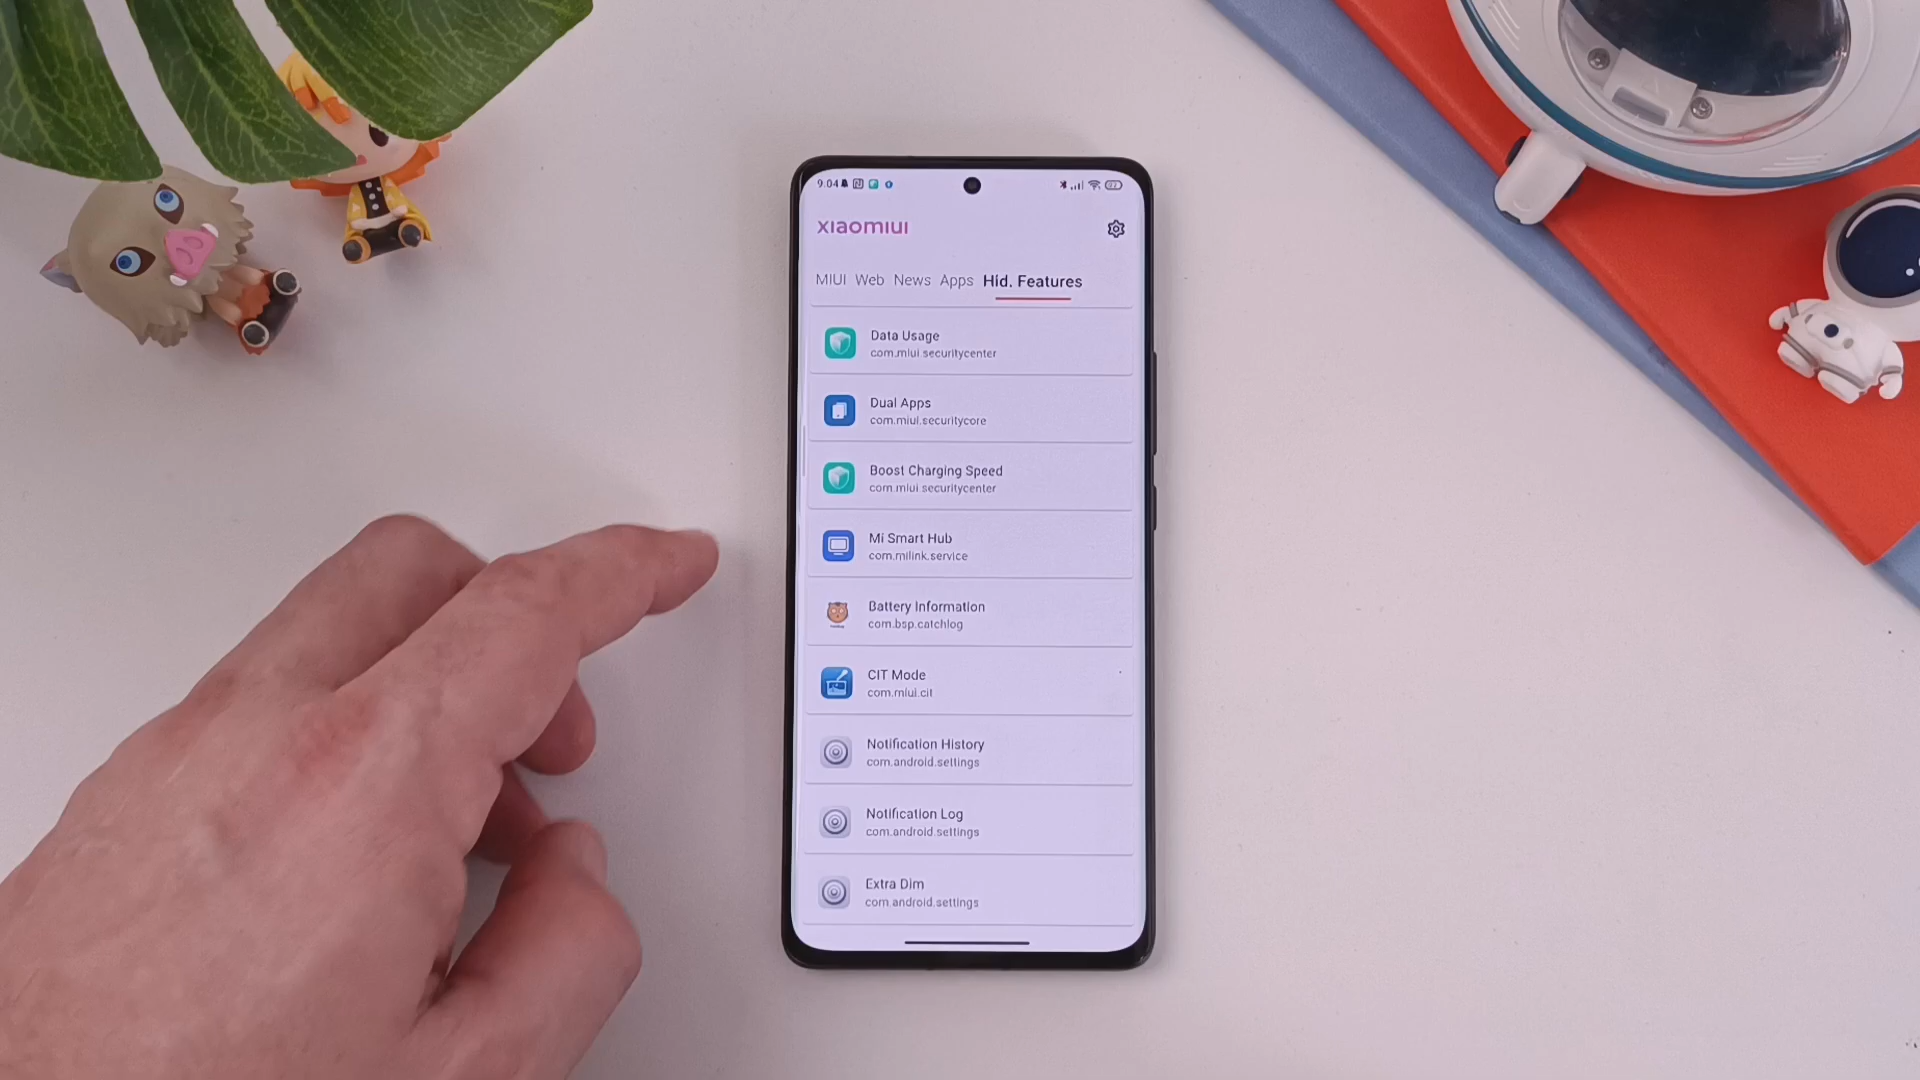 9.04
xiaomiui
MIUI Web News Apps Hid. Features
Data Usage
com.miui.securitycenter
Dual Apps
com.miui.securitycore
Boost Charging Speed
com.miui.securitycenter
Mi Smart Hub
com.milink.service
Battery Information
com.bsp.catchlog
CIT Mode
com.miui.cit
Notification History
com.android.settings
Notification Log
com.android.settings
Extra Dim
com.android.settings